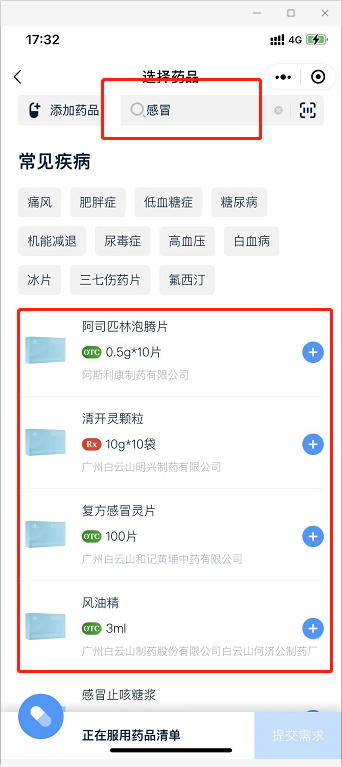 17:32
4G
选择药品
添加药品
感冒
常见疾病
痛风 肥胖症 低血糖症 糖尿病
机能减退 尿毒症 高血压 白血病
冰片 三七伤药片 氟西汀
阿司匹林泡腾片
OTC 0.5g*10片
阿斯利康制药有限公司
清开灵颗粒
Rx 10g*10袋
广州白云山明兴制药有限公司
复方感冒灵片
OTC 100片
广州白云山和记黄埔中药有限公司
风油精
OTC 3ml
广州白云山制药股份有限公司白云山何济公制药厂
感冒止咳糖浆
正在服用药品清单
提交需求